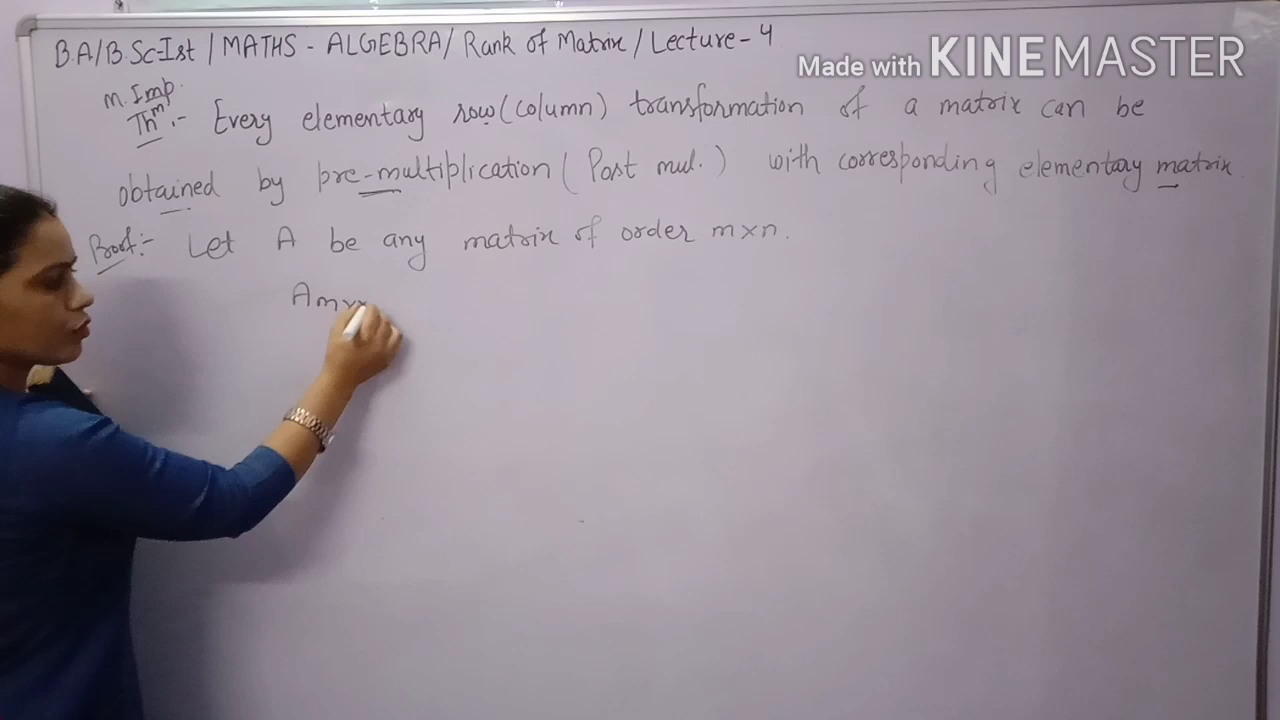 B.A/B.Sc-Ist / MATHS - ALGEBRA / Rank of Matrix / Lecture - 4
Made with KINEMASTER
m. Imp.
Thm :- Every elementary row (column) transformation of a matrix can be
obtained by pre-multiplication ( Post mul. ) with corresponding elementary matrix.
Proof :- Let A be any matrix of order m×n.
Am×